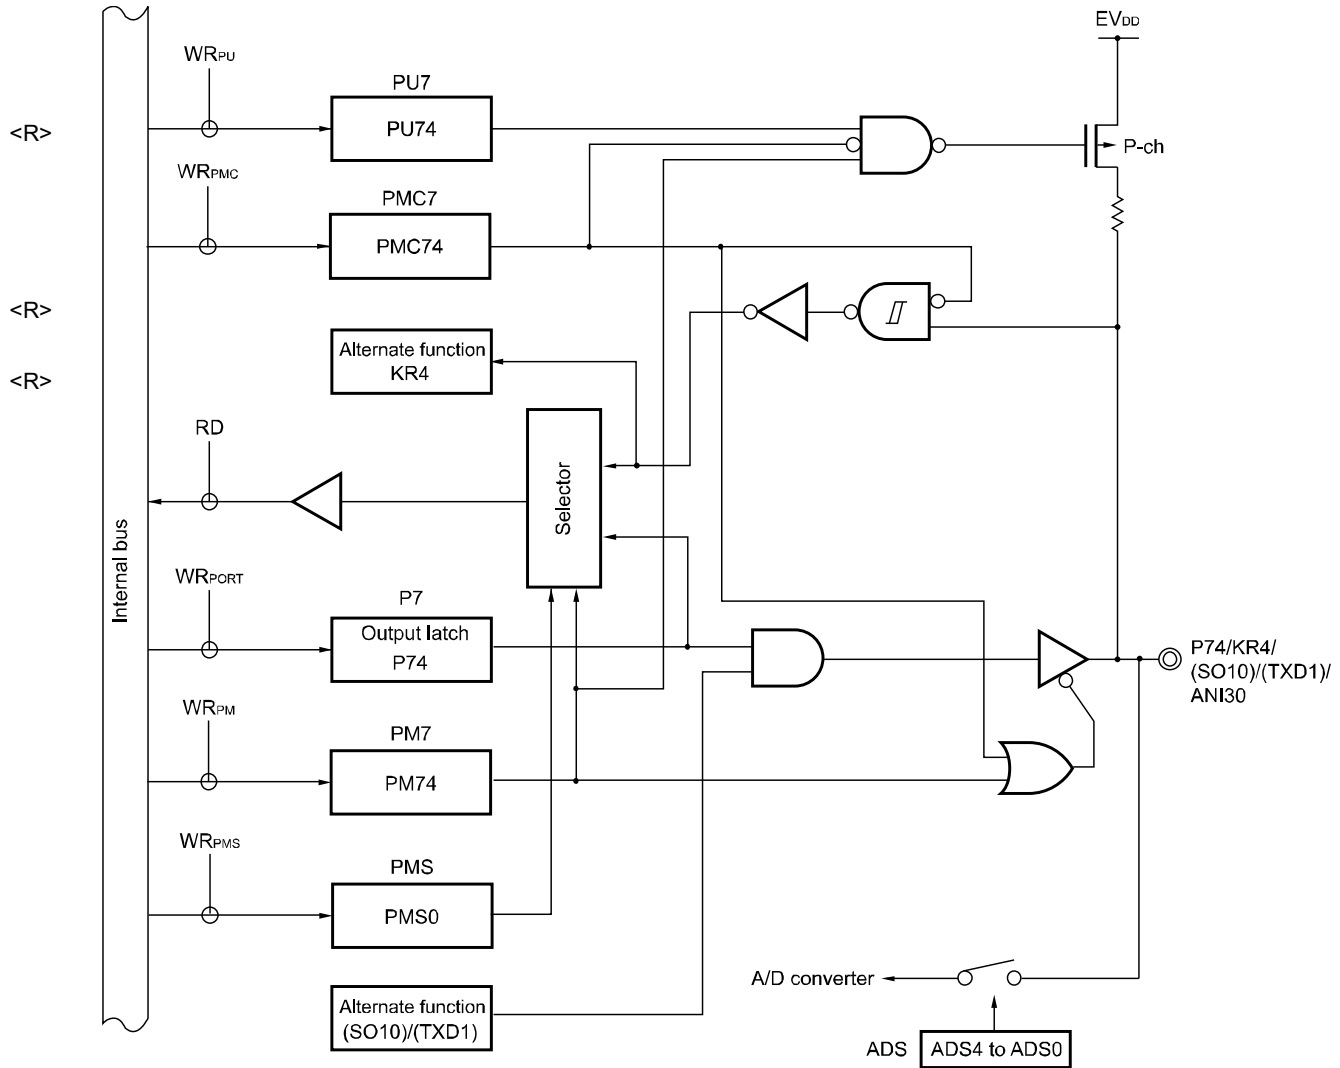 EVDD
WRPU
PU7
<R>
PU74
P-ch
WRPMC
PMC7
PMC74
<R>
Alternate function
KR4
<R>
RD
Selector
Internal bus
WRPORT
P7
Output latch
P74
P74/KR4/
(SO10)/(TXD1)/
ANI30
WRPM
PM7
PM74
WRPMS
PMS
PMS0
A/D converter
Alternate function
(SO10)/(TXD1)
ADS
ADS4 to ADS0